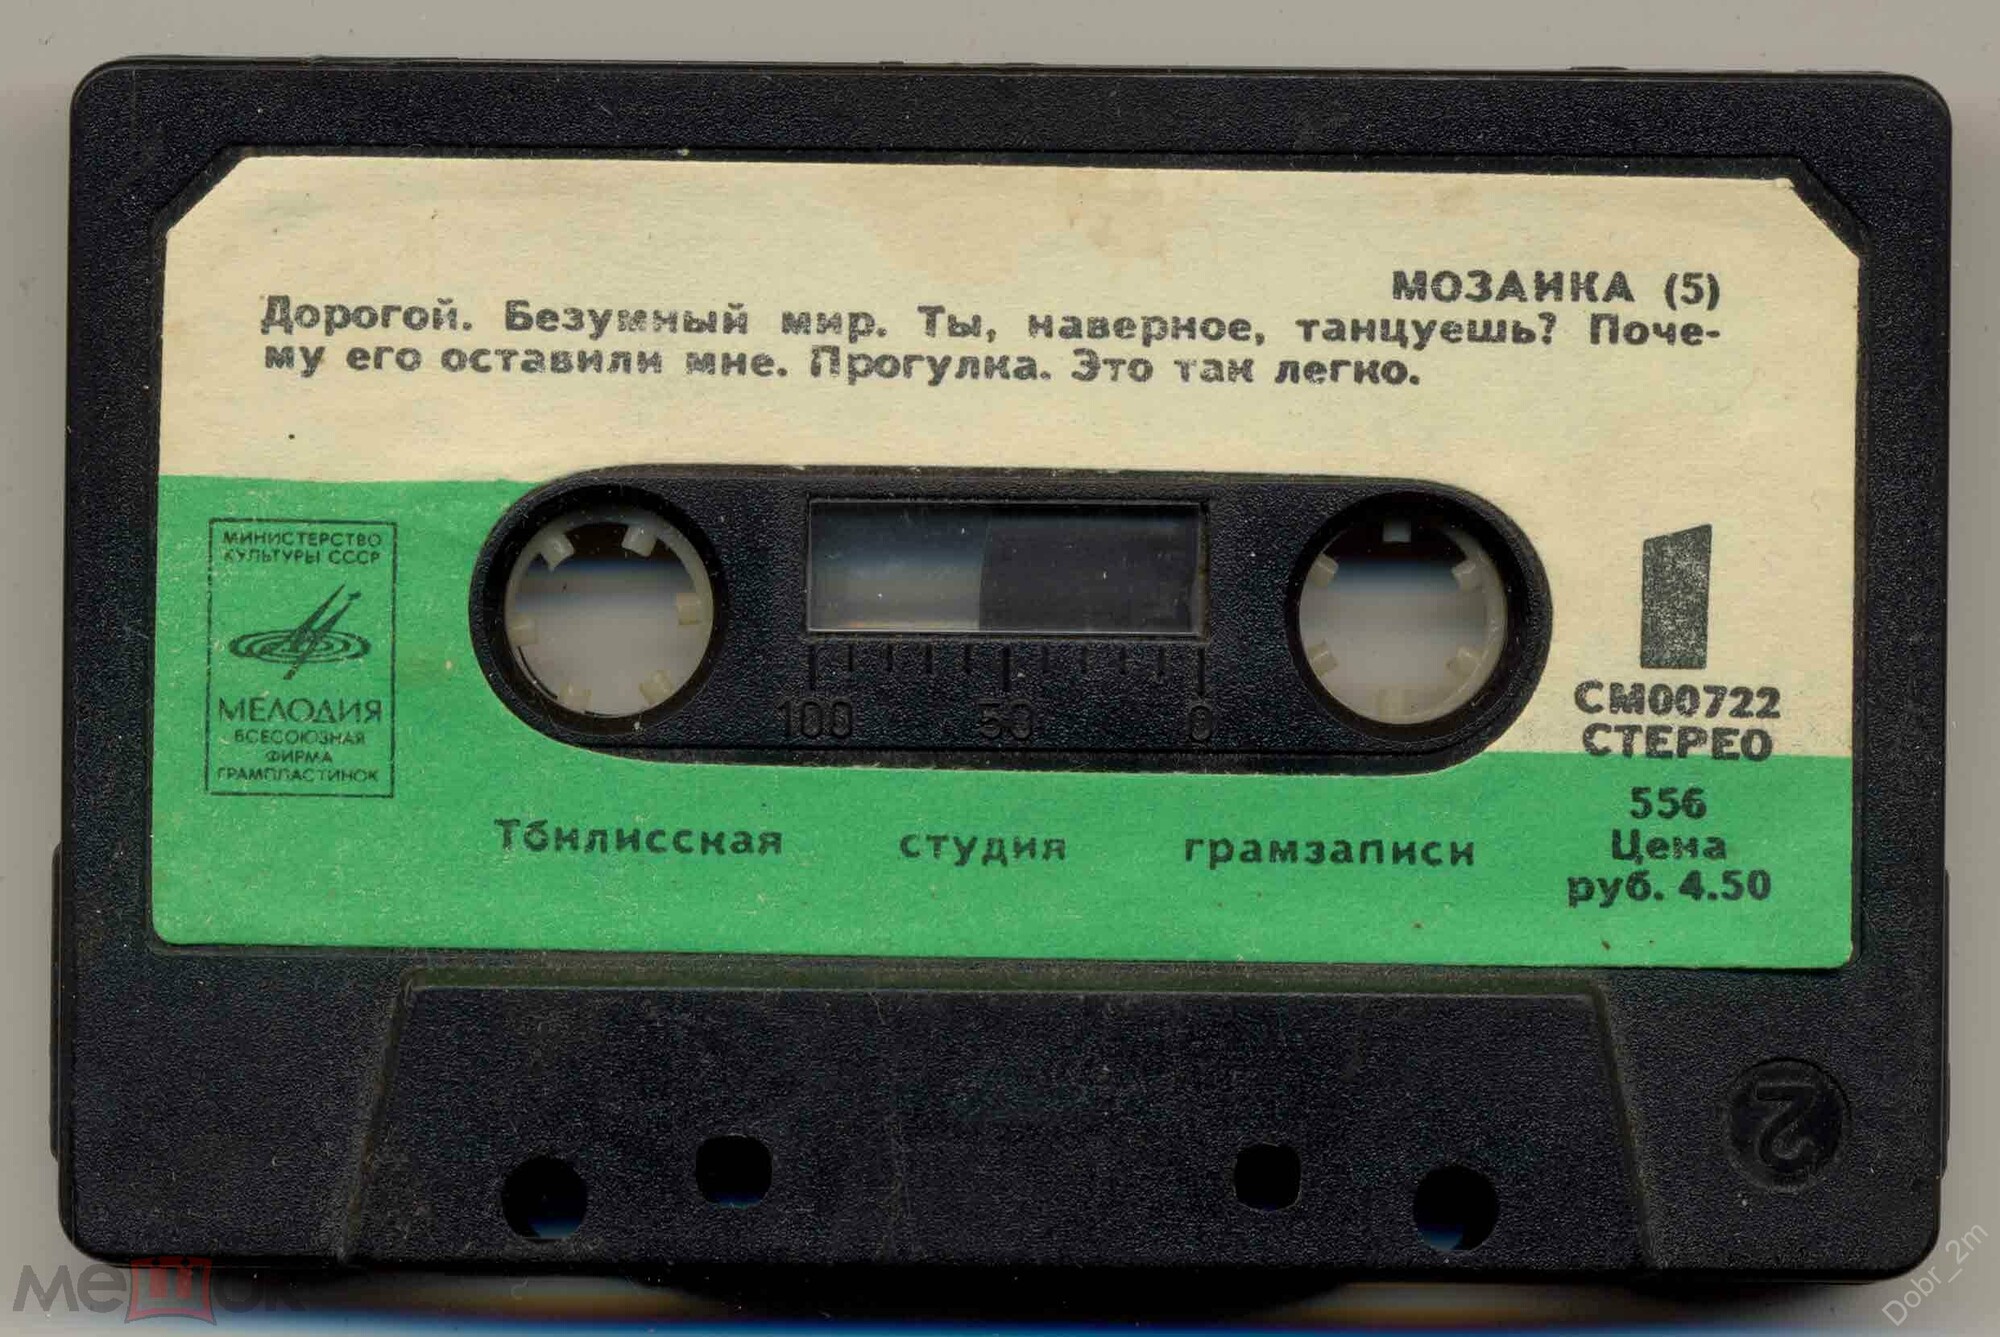 МОЗАИКА (5)
Дорогой. Безумный мир. Ты, наверное, танцуешь? Поче-
му его оставили мне. Прогулка. Это так легко.
МИНИСТЕРСТВО
КУЛЬТУРЫ СССР
МЕЛОДИЯ
ВСЕСОЮЗНАЯ
ФИРМА
ГРАМПЛАСТИНОК
100 50 0
1
СМ00722
СТЕРЕО
556
Цена
руб. 4.50
Тбилисская студия грамзаписи
2
мешок
Dobr_2m